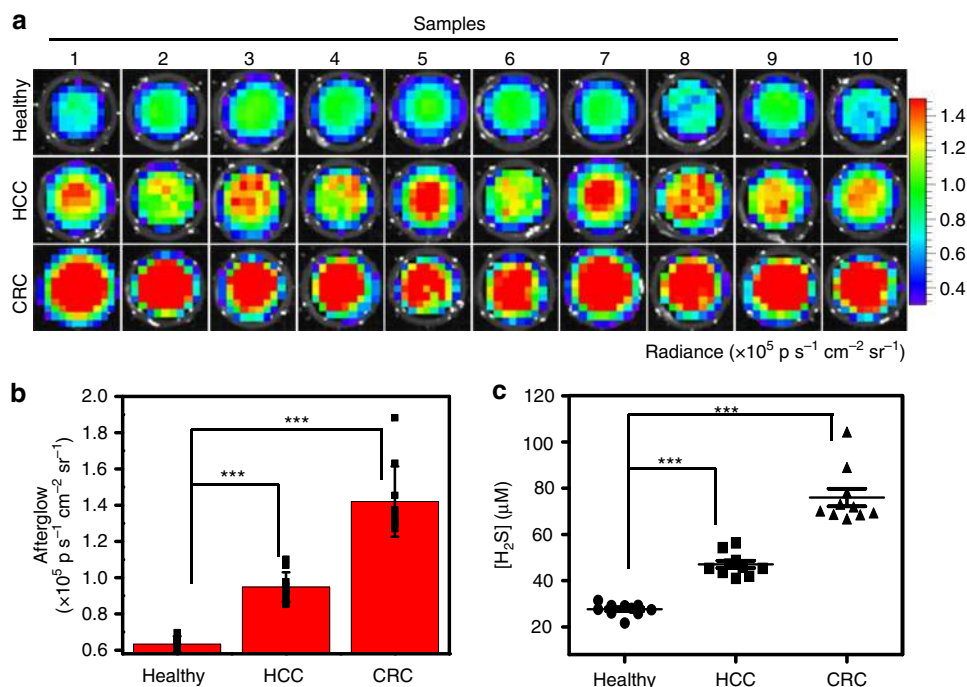 a
Samples
1 2 3 4 5 6 7 8 9 10
Healthy
HCC
CRC
1.4
1.2
1.0
0.8
0.6
0.4
Radiance (×10⁵ p s⁻¹ cm⁻² sr⁻¹)
b
Afterglow
(×10⁵ p s⁻¹ cm⁻² sr⁻¹)
2.0
1.8
1.6
1.4
1.2
1.0
0.8
0.6
***
***
Healthy HCC CRC
c
[H₂S] (μM)
120
100
80
60
40
20
***
***
Healthy HCC CRC